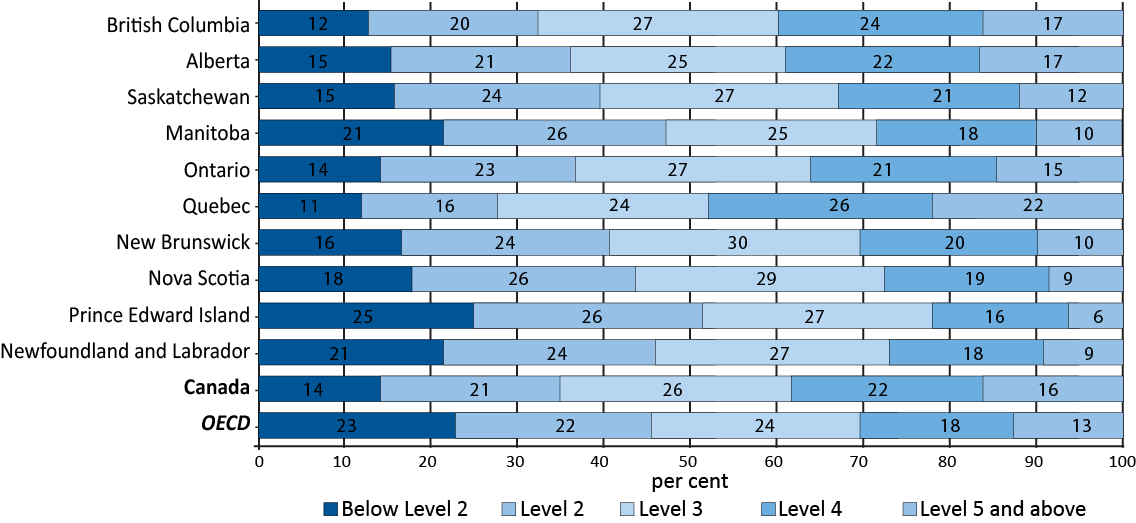 British Columbia 12 20 27 24 17
Alberta 15 21 25 22 17
Saskatchewan 15 24 27 21 12
Manitoba 21 26 25 18 10
Ontario 14 23 27 21 15
Quebec 11 16 24 26 22
New Brunswick 16 24 30 20 10
Nova Scotia 18 26 29 19 9
Prince Edward Island 25 26 27 16 6
Newfoundland and Labrador 21 24 27 18 9
Canada 14 21 26 22 16
OECD 23 22 24 18 13
0 10 20 30 40 50 60 70 80 90 100
per cent
Below Level 2 Level 2 Level 3 Level 4 Level 5 and above